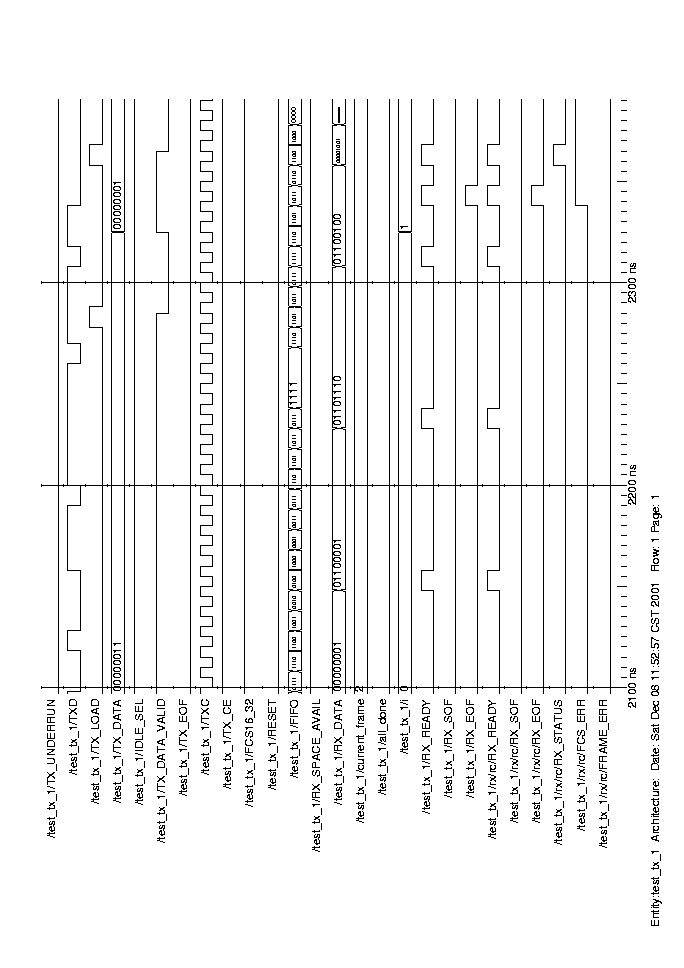 /test_tx_1/TX_UNDERRUN
/test_tx_1/TXD
/test_tx_1/TX_LOAD
/test_tx_1/TX_DATA 00000011 00000001
/test_tx_1/IDLE_SEL
/test_tx_1/TX_DATA_VALID
/test_tx_1/TX_EOF
/test_tx_1/TXC
/test_tx_1/TX_CE
/test_tx_1/FCS16_32
/test_tx_1/RESET
/test_tx_1/FIFO 1111
/test_tx_1/RX_SPACE_AVAIL
/test_tx_1/RX_DATA 00000001 01100001 01101110 01100100
/test_tx_1/current_frame 2
/test_tx_1/all_done
/test_tx_1/i 0 1
/test_tx_1/RX_READY
/test_tx_1/RX_SOF
/test_tx_1/RX_EOF
/test_tx_1/rx/rc/RX_READY
/test_tx_1/rx/rc/RX_SOF
/test_tx_1/rx/rc/RX_EOF
/test_tx_1/rx/rc/RX_STATUS
/test_tx_1/rx/rc/FCS_ERR
/test_tx_1/rx/rc/FRAME_ERR
2100 ns 2200 ns 2300 ns
Entity:test_tx_1 Architecture: Date: Sat Dec 08 11:52:57 CST 2001 Row: 1 Page: 1